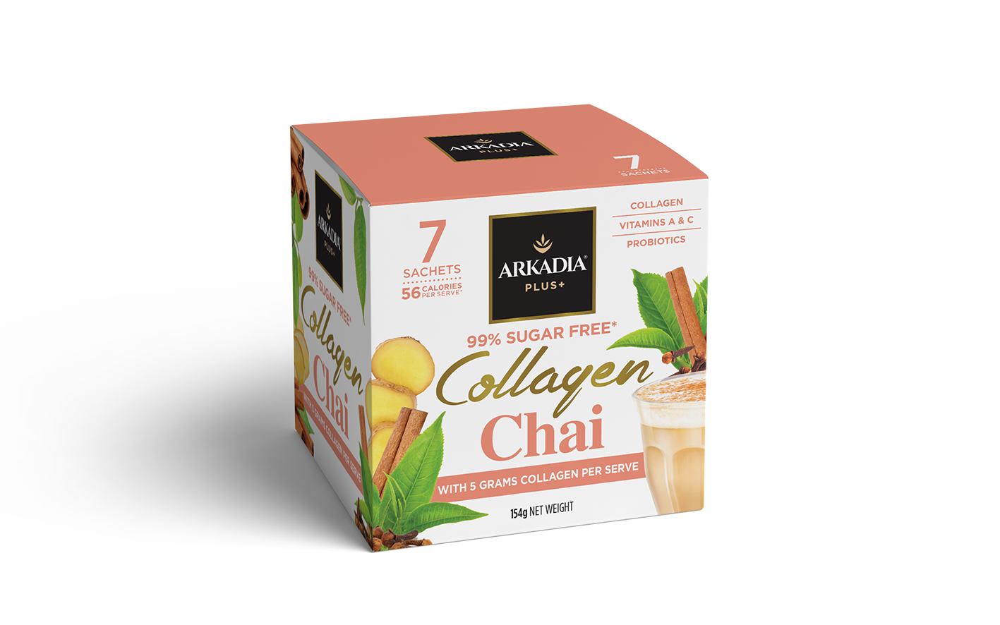 ARKADIA
PLUS+
7
SACHETS
7
SACHETS
56 CALORIES
PER SERVE*
ARKADIA®
PLUS+
COLLAGEN
VITAMINS A & C
PROBIOTICS
99% SUGAR FREE*
Collagen
Chai
WITH 5 GRAMS COLLAGEN PER SERVE
154g NET WEIGHT
ARKADIA
PLUS+
99% SUGAR FREE*
Collagen
Chai
WITH 5 GRAMS COLLAGEN PER SERVE